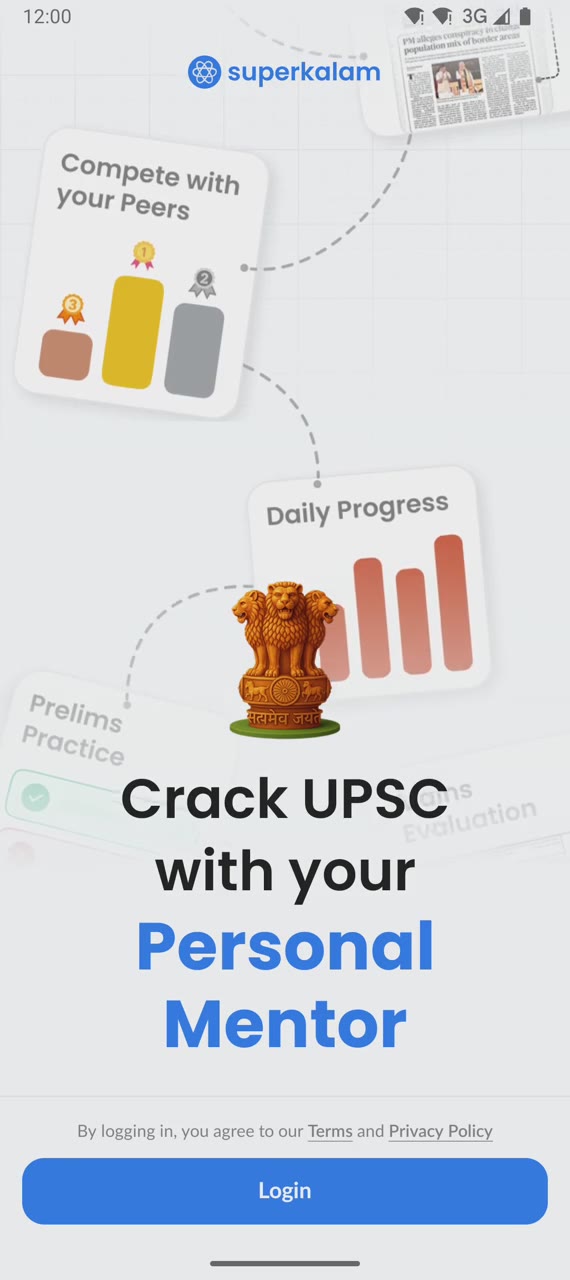 12:00
3G
superkalam
PM alleges conspiracy to change
population mix of border areas
Compete with
your Peers
1
2
3
Daily Progress
सत्यमेव जयते
Prelims
Practice
Evaluation
Crack UPSC
with your
Personal
Mentor
By logging in, you agree to our Terms and Privacy Policy
Login